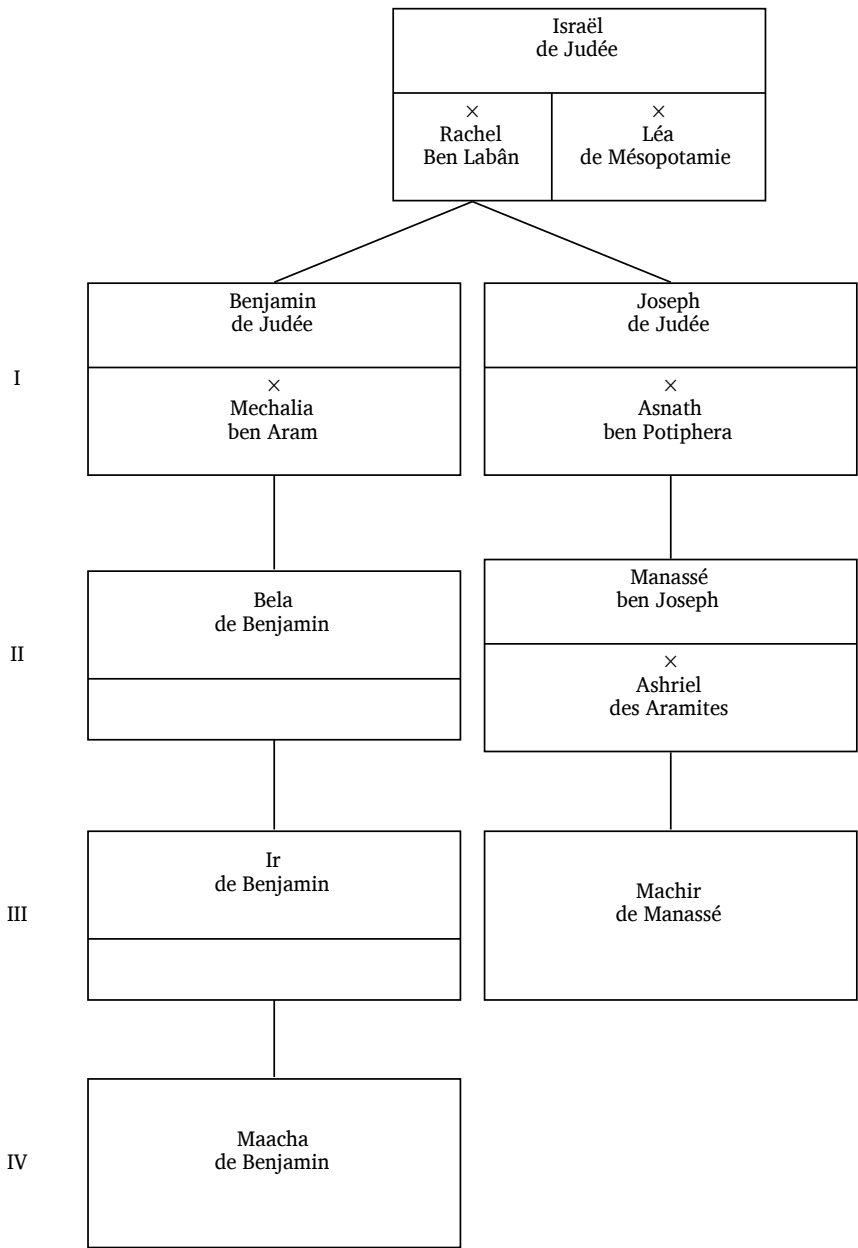 Israël
de Judée
×
Rachel
Ben Labân
×
Léa
de Mésopotamie
I
Benjamin
de Judée
×
Mechalia
ben Aram
Joseph
de Judée
×
Asnath
ben Potiphera
II
Bela
de Benjamin
Manassé
ben Joseph
×
Ashriel
des Aramites
III
Ir
de Benjamin
Machir
de Manassé
IV
Maacha
de Benjamin